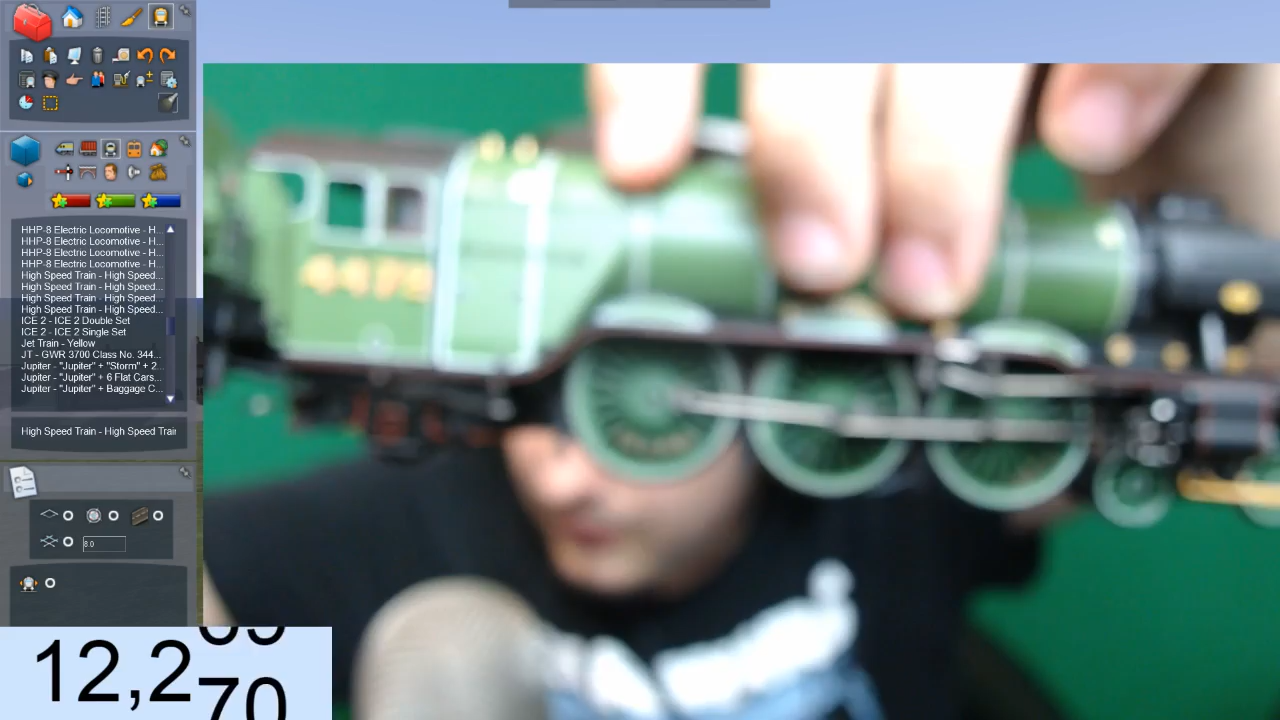 HHP-8 Electric Locomotive - H...
HHP-8 Electric Locomotive - H...
HHP-8 Electric Locomotive - H...
HHP-8 Electric Locomotive - H...
High Speed Train - High Speed...
High Speed Train - High Speed...
High Speed Train - High Speed...
High Speed Train - High Speed...
ICE 2 - ICE 2 Double Set
ICE 2 - ICE 2 Single Set
Jet Train - Yellow
JT - GWR 3700 Class No. 344...
Jupiter - "Jupiter" + "Storm" + 2...
Jupiter - "Jupiter" + 6 Flat Cars...
Jupiter - "Jupiter" + Baggage C...
High Speed Train - High Speed Train
8.0
4472
12,2
70